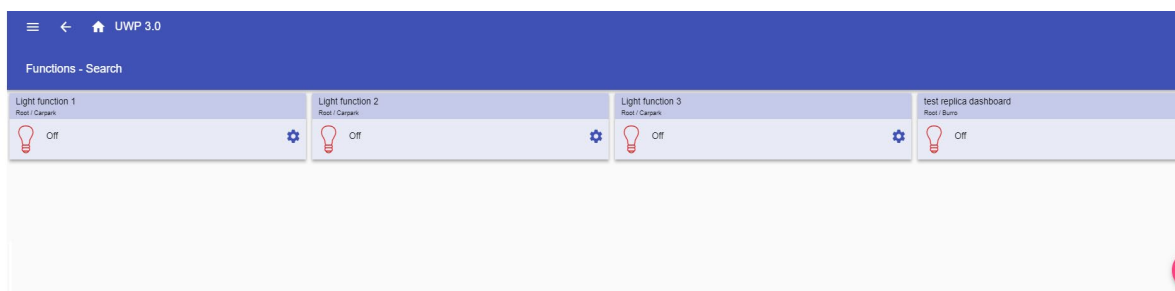 UWP 3.0
Functions - Search
Light function 1
Root / Carpark
Off
Light function 2
Root / Carpark
Off
Light function 3
Root / Carpark
Off
test replica dashboard
Root / Burro
Off